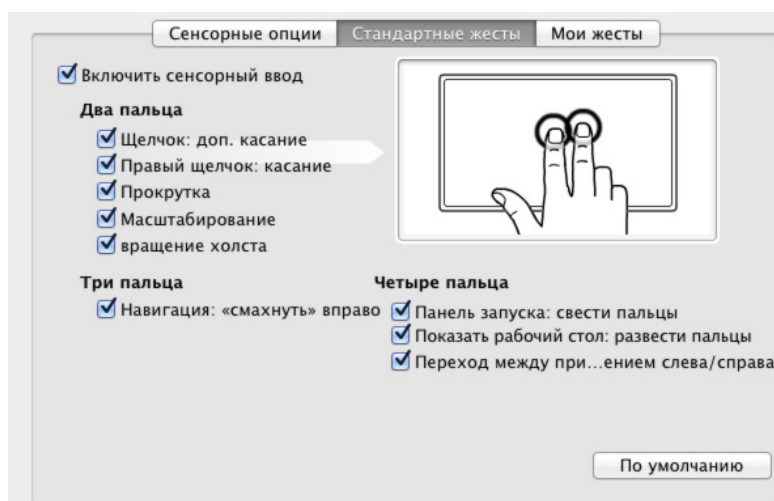 Сенсорные опции Стандартные жесты Мои жесты
Включить сенсорный ввод
Два пальца
Щелчок: доп. касание
Правый щелчок: касание
Прокрутка
Масштабирование
вращение холста
Три пальца
Навигация: «смахнуть» вправо
Четыре пальца
Панель запуска: свести пальцы
Показать рабочий стол: развести пальцы
Переход между при...ением слева/справа
По умолчанию